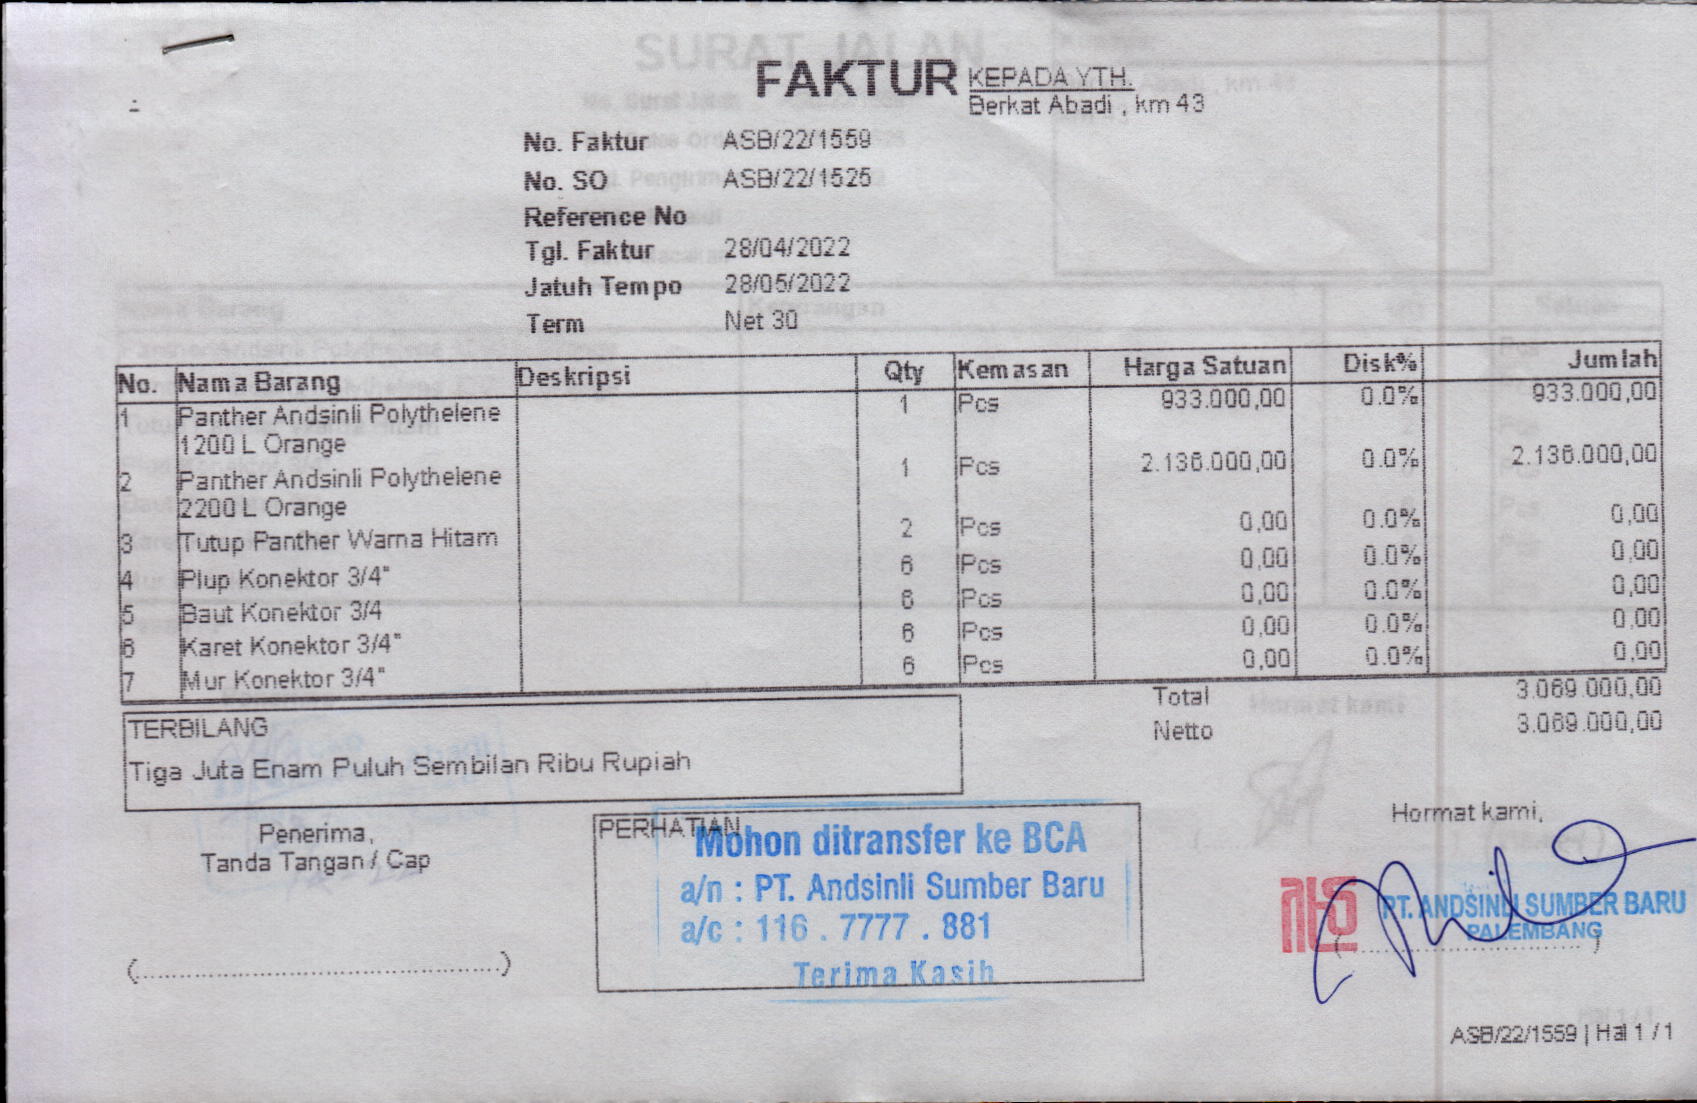 FAKTUR
KEPADA YTH.
Berkat Abadi , km 43
No. Faktur ASB/22/1559
No. SO ASB/22/1525
Reference No
Tgl. Faktur 28/04/2022
Jatuh Tempo 28/05/2022
Term Net 30
No. Nama Barang Deskripsi Qty Kemasan Harga Satuan Disk% Jumlah
1 Panther Andsinli Polythelene 1 Pcs 933.000,00 0.0% 933.000,00
1200 L Orange
2 Panther Andsinli Polythelene 1 Pcs 2.136.000,00 0.0% 2.136.000,00
2200 L Orange
3 Tutup Panther Warna Hitam 2 Pcs 0,00 0.0% 0,00
4 Plup Konektor 3/4" 6 Pcs 0,00 0.0% 0,00
5 Baut Konektor 3/4 6 Pcs 0,00 0.0% 0,00
6 Karet Konektor 3/4" 6 Pcs 0,00 0.0% 0,00
7 Mur Konektor 3/4" 6 Pcs 0,00 0.0% 0,00
Total 3.069.000,00
Netto 3.069.000,00
TERBILANG
Tiga Juta Enam Puluh Sembilan Ribu Rupiah
Penerima,
Tanda Tangan / Cap
PERHATIAN
Mohon ditransfer ke BCA
a/n : PT. Andsinli Sumber Baru
a/c : 116 . 7777 . 881
Terima Kasih
Hormat kami,
PT. ANDSINLI SUMBER BARU
PALEMBANG
ASB/22/1559 | Hal 1 / 1